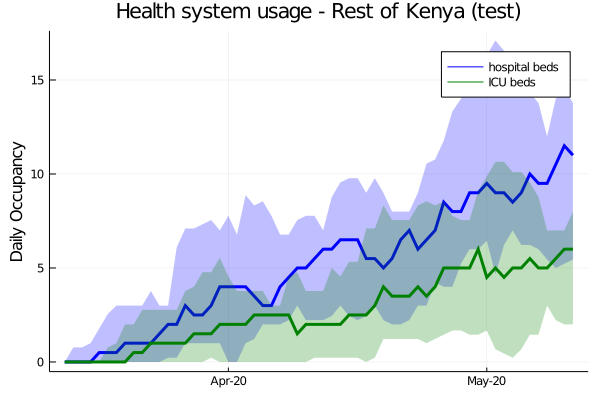 Health system usage - Rest of Kenya (test)
hospital beds
ICU beds
Daily Occupancy
15
10
5
0
Apr-20
May-20